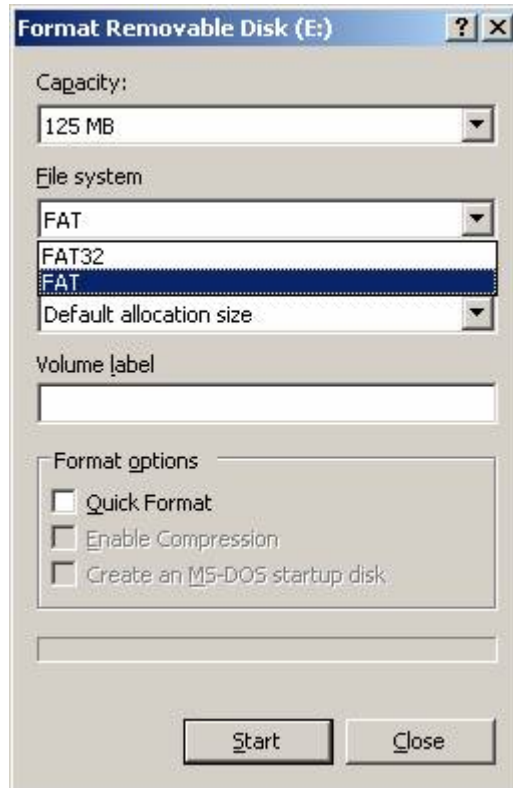 Format Removable Disk (E:)
Capacity:
125 MB
File system
FAT
FAT32
FAT
Default allocation size
Volume label
Format options
Quick Format
Enable Compression
Create an MS-DOS startup disk
Start Close